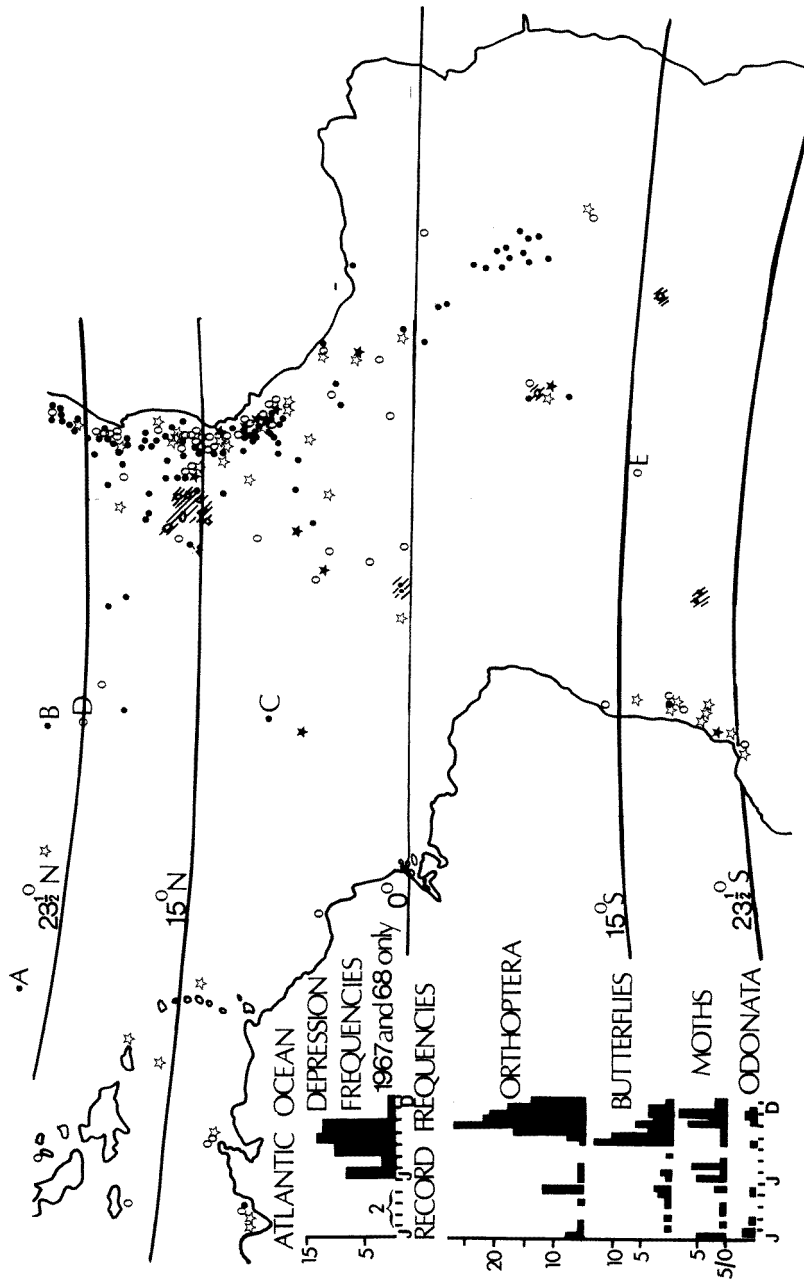 A
B
D
C
E
23½° N
15° N
0°
15° S
23½° S
ATLANTIC OCEAN
DEPRESSION
FREQUENCIES
1967 and 68 only
15
5
2
J
J
D
RECORD FREQUENCIES
ORTHOPTERA
20
10
BUTTERFLIES
10
5
MOTHS
5
ODONATA
5/0
J
J
D